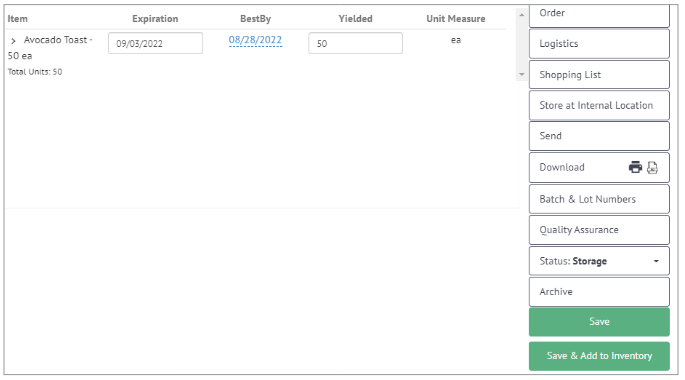 Item Expiration BestBy Yielded Unit Measure
Avocado Toast - 09/03/2022 08/28/2022 50 ea
50 ea
Total Units: 50
Order
Logistics
Shopping List
Store at Internal Location
Send
Download
Batch & Lot Numbers
Quality Assurance
Status: Storage
Archive
Save
Save & Add to Inventory